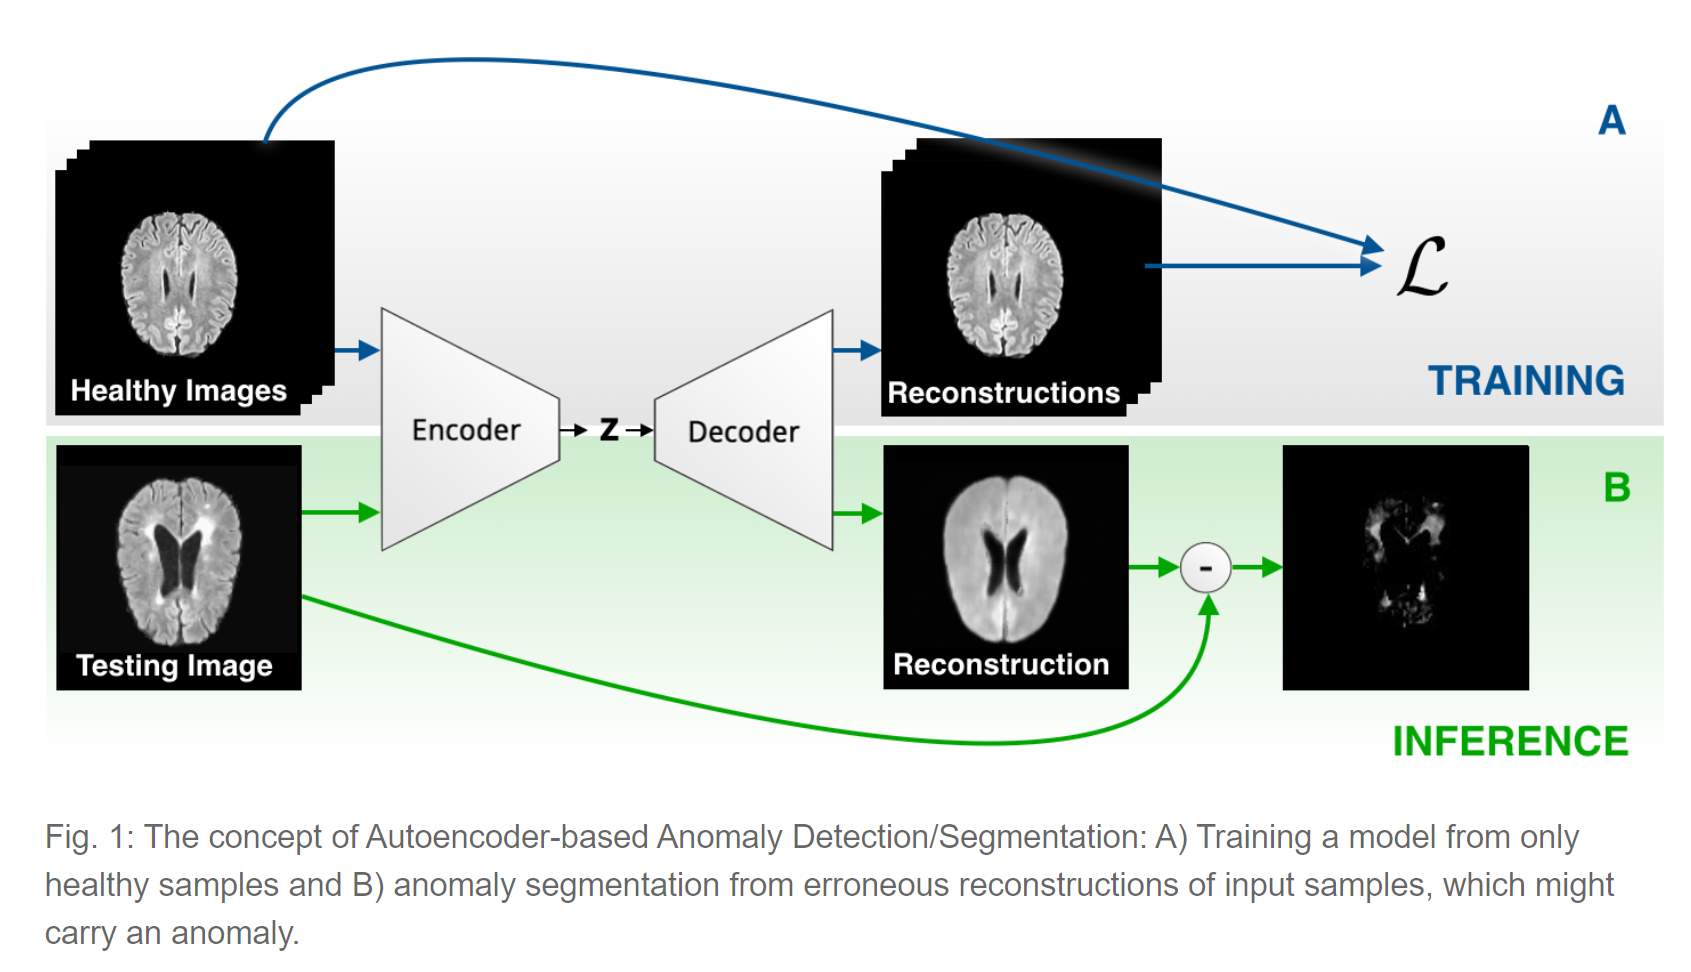 A
Healthy Images
Reconstructions
ℒ
TRAINING
Encoder
z
Decoder
B
Testing Image
Reconstruction
-
INFERENCE
Fig. 1: The concept of Autoencoder-based Anomaly Detection/Segmentation: A) Training a model from only
healthy samples and B) anomaly segmentation from erroneous reconstructions of input samples, which might
carry an anomaly.